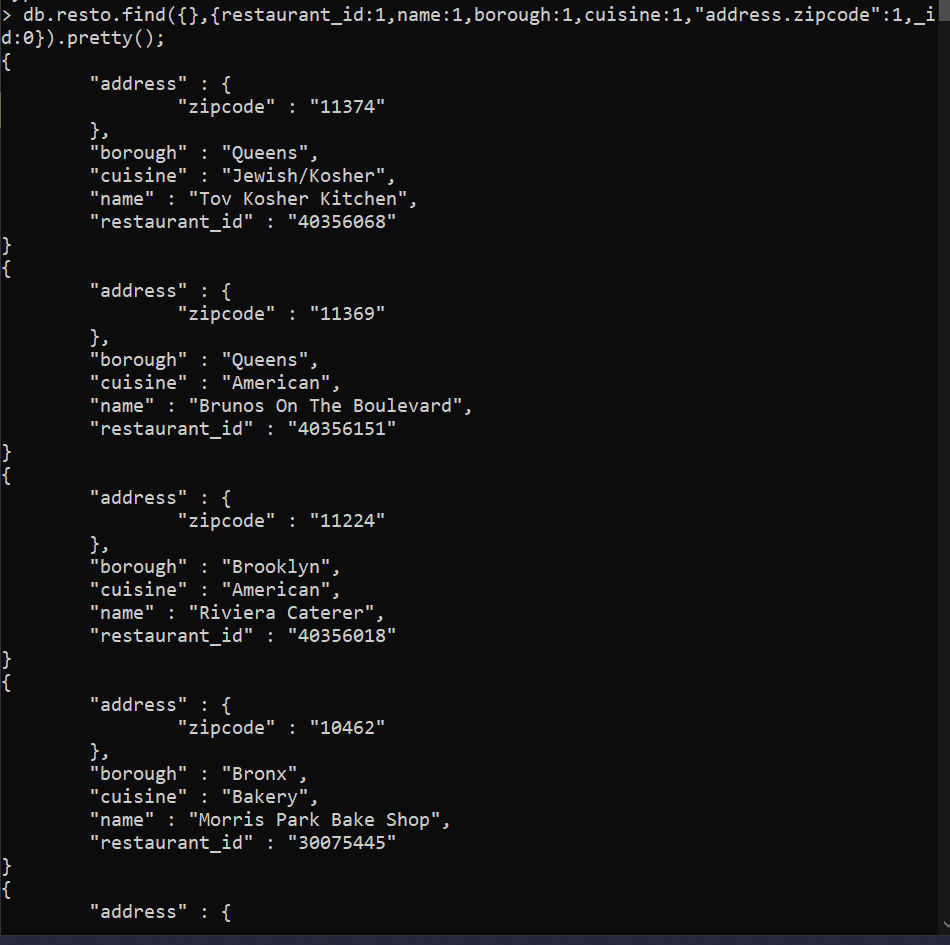 > db.resto.find({},{restaurant_id:1,name:1,borough:1,cuisine:1,"address.zipcode":1,_i
d:0}).pretty();
{
        "address" : {
                "zipcode" : "11374"
        },
        "borough" : "Queens",
        "cuisine" : "Jewish/Kosher",
        "name" : "Tov Kosher Kitchen",
        "restaurant_id" : "40356068"
}
{
        "address" : {
                "zipcode" : "11369"
        },
        "borough" : "Queens",
        "cuisine" : "American",
        "name" : "Brunos On The Boulevard",
        "restaurant_id" : "40356151"
}
{
        "address" : {
                "zipcode" : "11224"
        },
        "borough" : "Brooklyn",
        "cuisine" : "American",
        "name" : "Riviera Caterer",
        "restaurant_id" : "40356018"
}
{
        "address" : {
                "zipcode" : "10462"
        },
        "borough" : "Bronx",
        "cuisine" : "Bakery",
        "name" : "Morris Park Bake Shop",
        "restaurant_id" : "30075445"
}
{
        "address" : {